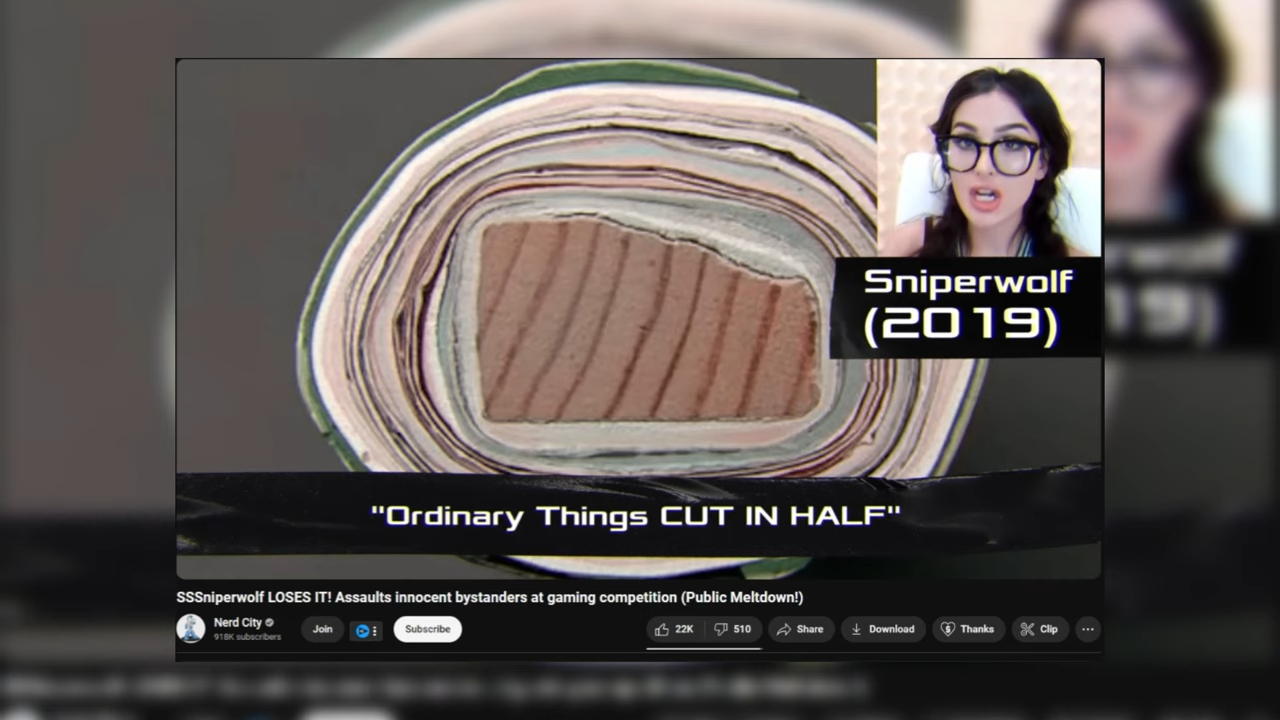 Sniperwolf
(2019)
"Ordinary Things CUT IN HALF"
SSSniperwolf LOSES IT! Assaults innocent bystanders at gaming competition (Public Meltdown!)
Nerd City
918K subscribers
Join
Subscribe
22K
510
Share
Download
Thanks
Clip